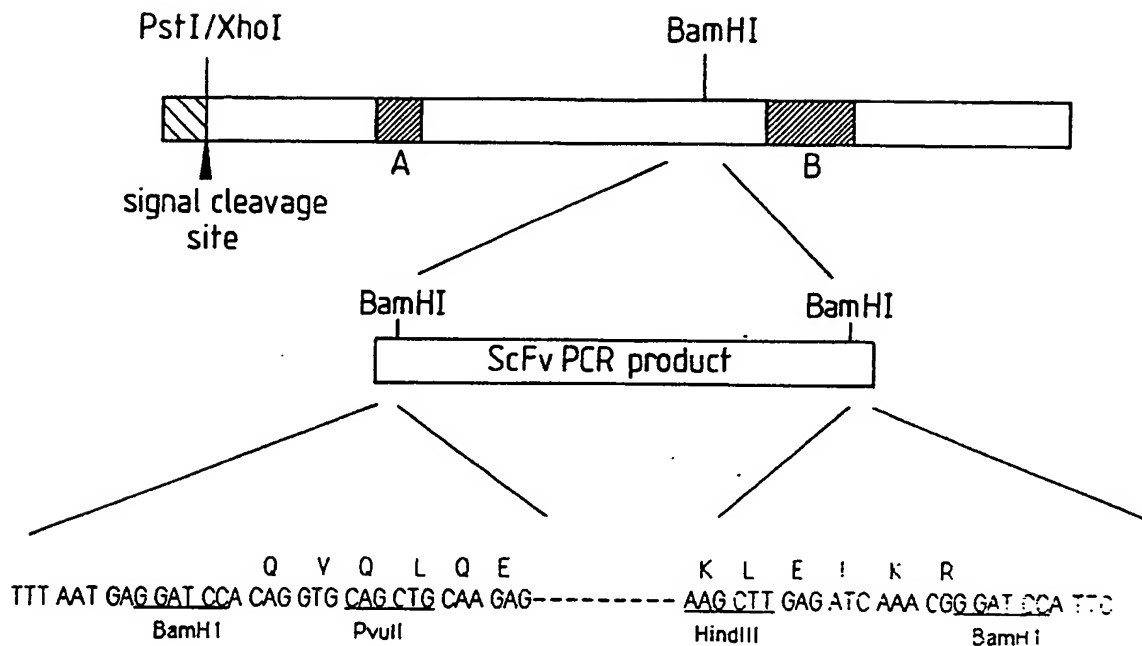 PstI/XhoI
BamHI
A
B
signal cleavage
site
BamHI
BamHI
ScFv PCR product
Q V Q L Q E
K L E I K R
TTT AAT GAG GAT CCA CAG GTG CAG CTG CAA GAG----------AAG CTT GAG ATC AAA CGG GAT CCA TTC
BamHI
PvuII
HindIII
BamHI